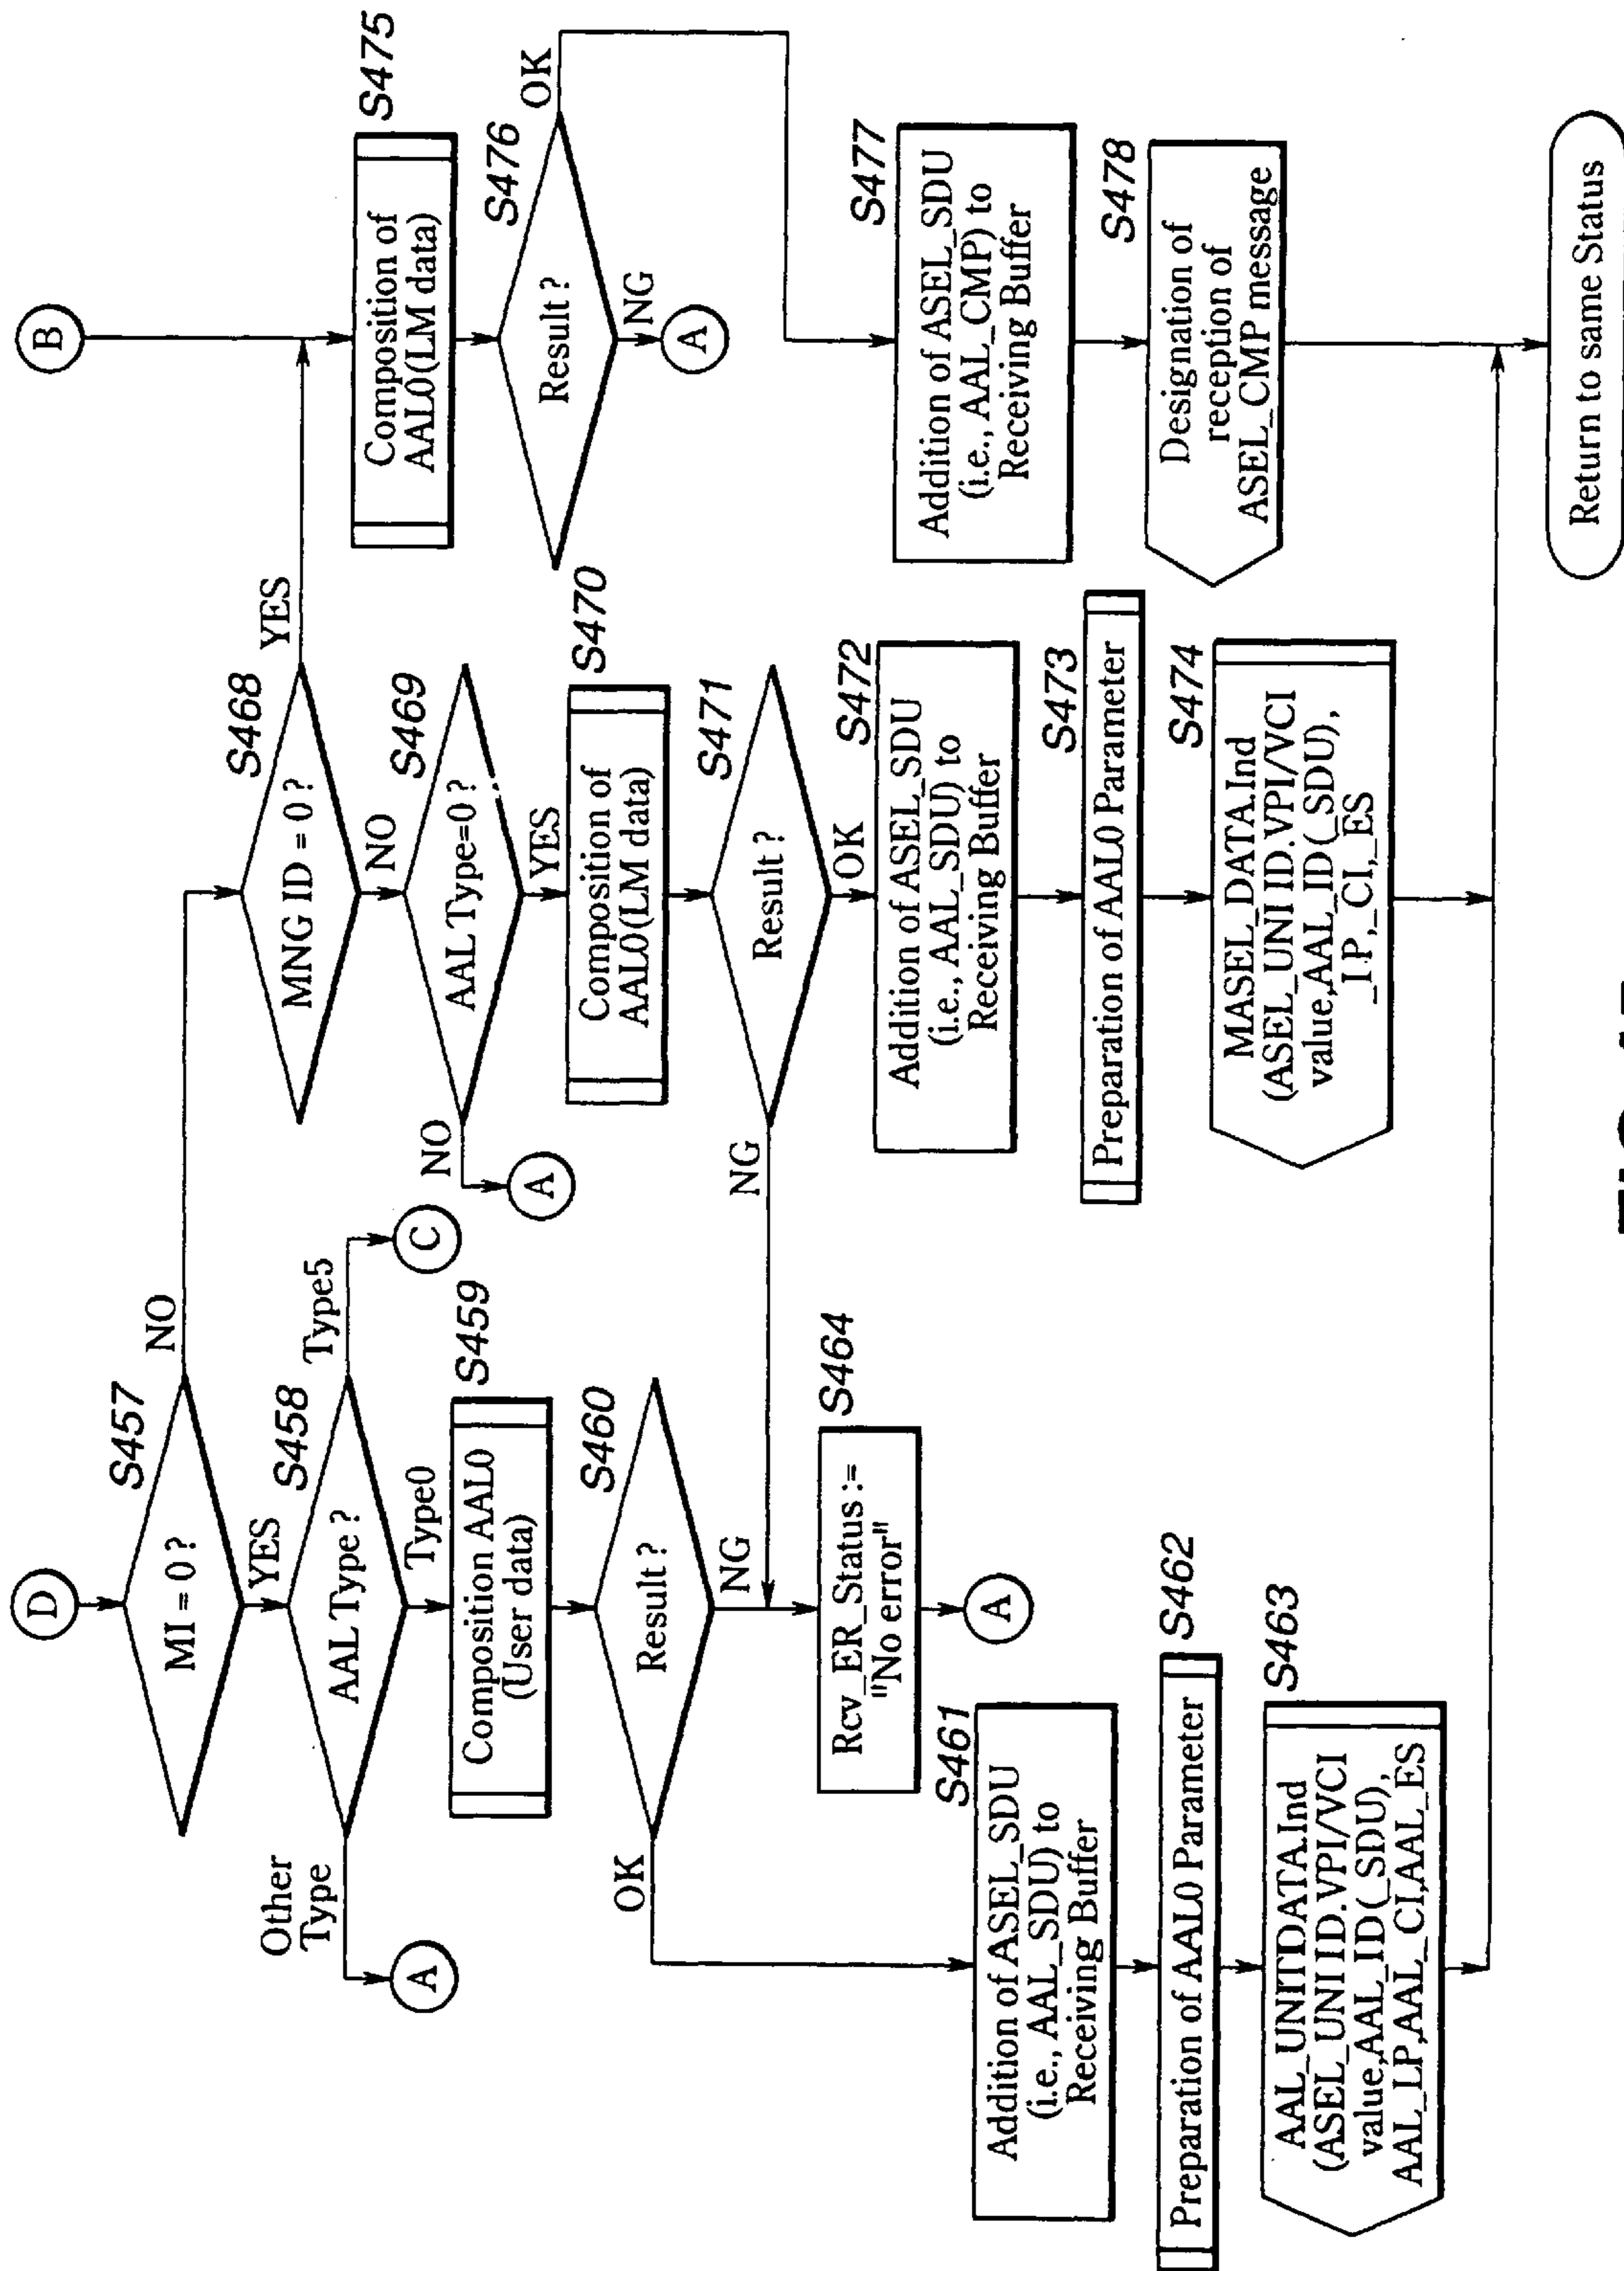 D
S457
MI = 0 ?
NO
YES
S458
AAL Type ?
Type5
C
Other
Type
A
Type0
S459
Composition AAL0
(User data)
S460
Result ?
OK
NG
S464
Rcv_ER_Status :=
"No error"
A
S461
Addition of ASEL_SDU
(i.e., AAL_SDU) to
Receiving Buffer
S462
Preparation of AAL0 Parameter
S463
AAL_UNITDATA.Ind
(ASEL_UNI ID.VPI/VCI
value,AAL_ID(_SDU),
AAL_LP,AAL_CI,AAL_ES
S468
MNG ID = 0 ?
YES
NO
S469
AAL Type=0 ?
NO
A
YES
S470
Composition of
AAL0(LM data)
S471
Result ?
NG
OK
S472
Addition of ASEL_SDU
(i.e., AAL_SDU) to
Receiving Buffer
S473
Preparation of AAL0 Parameter
S474
MASEL_DATA.Ind
(ASEL_UNI ID.VPI/VCI
value,AAL_ID(_SDU),
_IP,_CI,_ES
B
S475
Composition of
AAL0(LM data)
S476
Result ?
OK
NG
A
S477
Addition of ASEL_SDU
(i.e., AAL_CMP) to
Receiving Buffer
S478
Designation of
reception of
ASEL_CMP message
Return to same Status